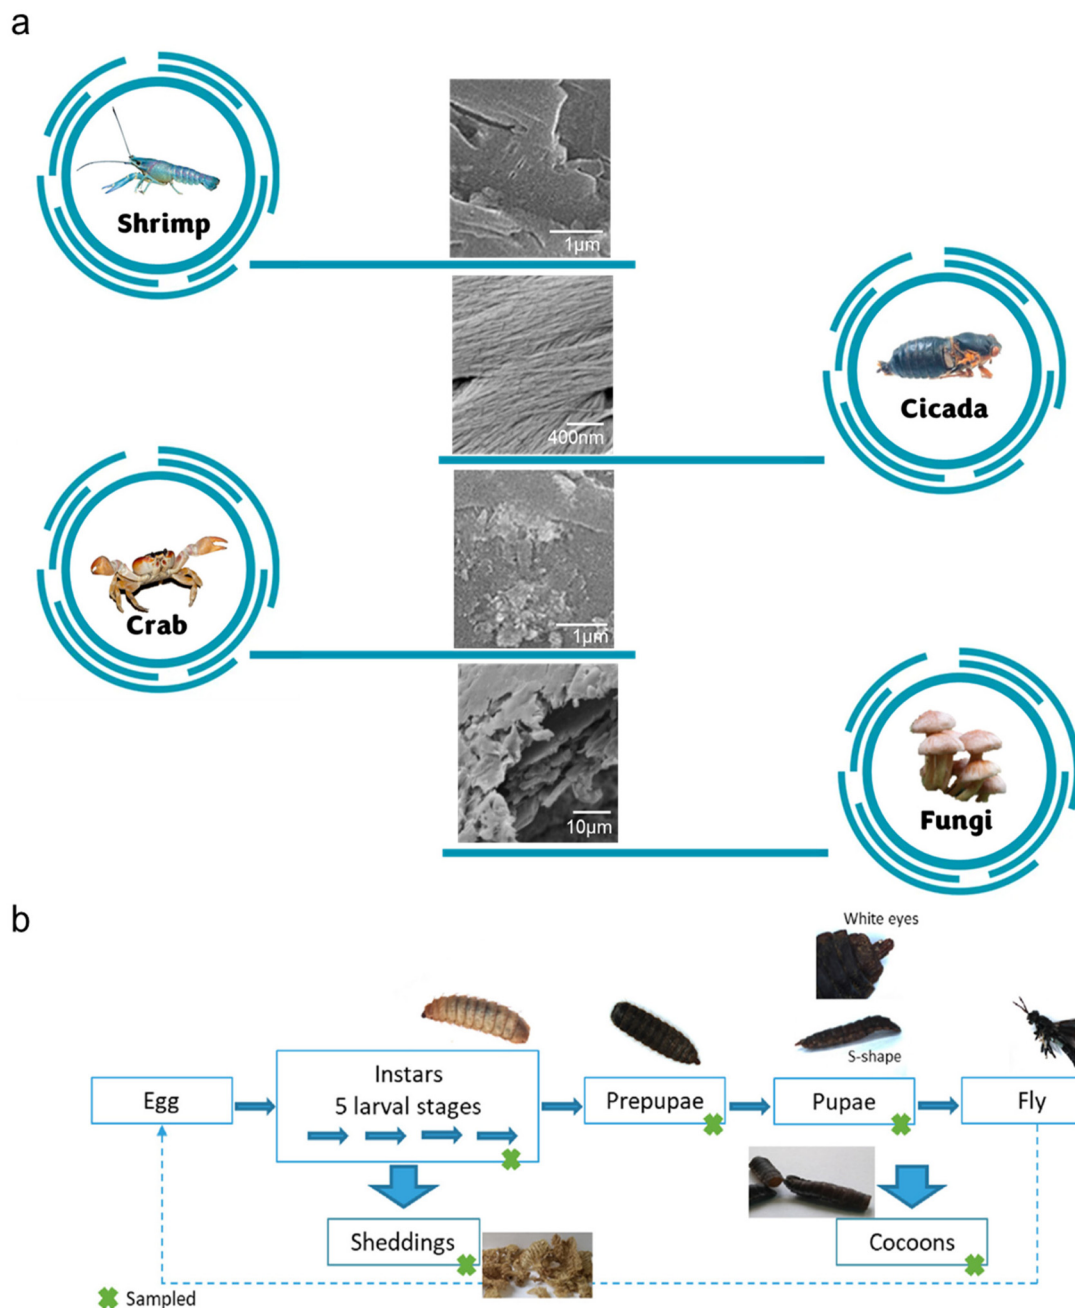 a
Shrimp
1μm
400nm
Cicada
1μm
Crab
10μm
Fungi
b
White eyes
S-shape
Egg
Instars
5 larval stages
Prepupae
Pupae
Fly
Sheddings
Cocoons
Sampled